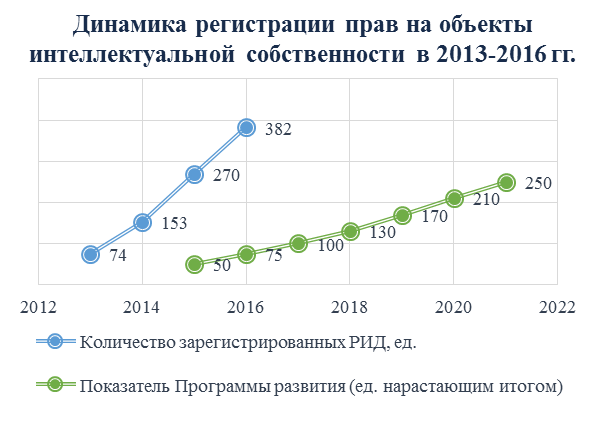 Динамика регистрации прав на объекты
интеллектуальной собственности в 2013-2016 гг.
382
270
250
153
210
170
130
74
100
75
50
2012 2014 2016 2018 2020 2022
Количество зарегистрированных РИД, ед.
Показатель Программы развития (ед. нарастающим итогом)